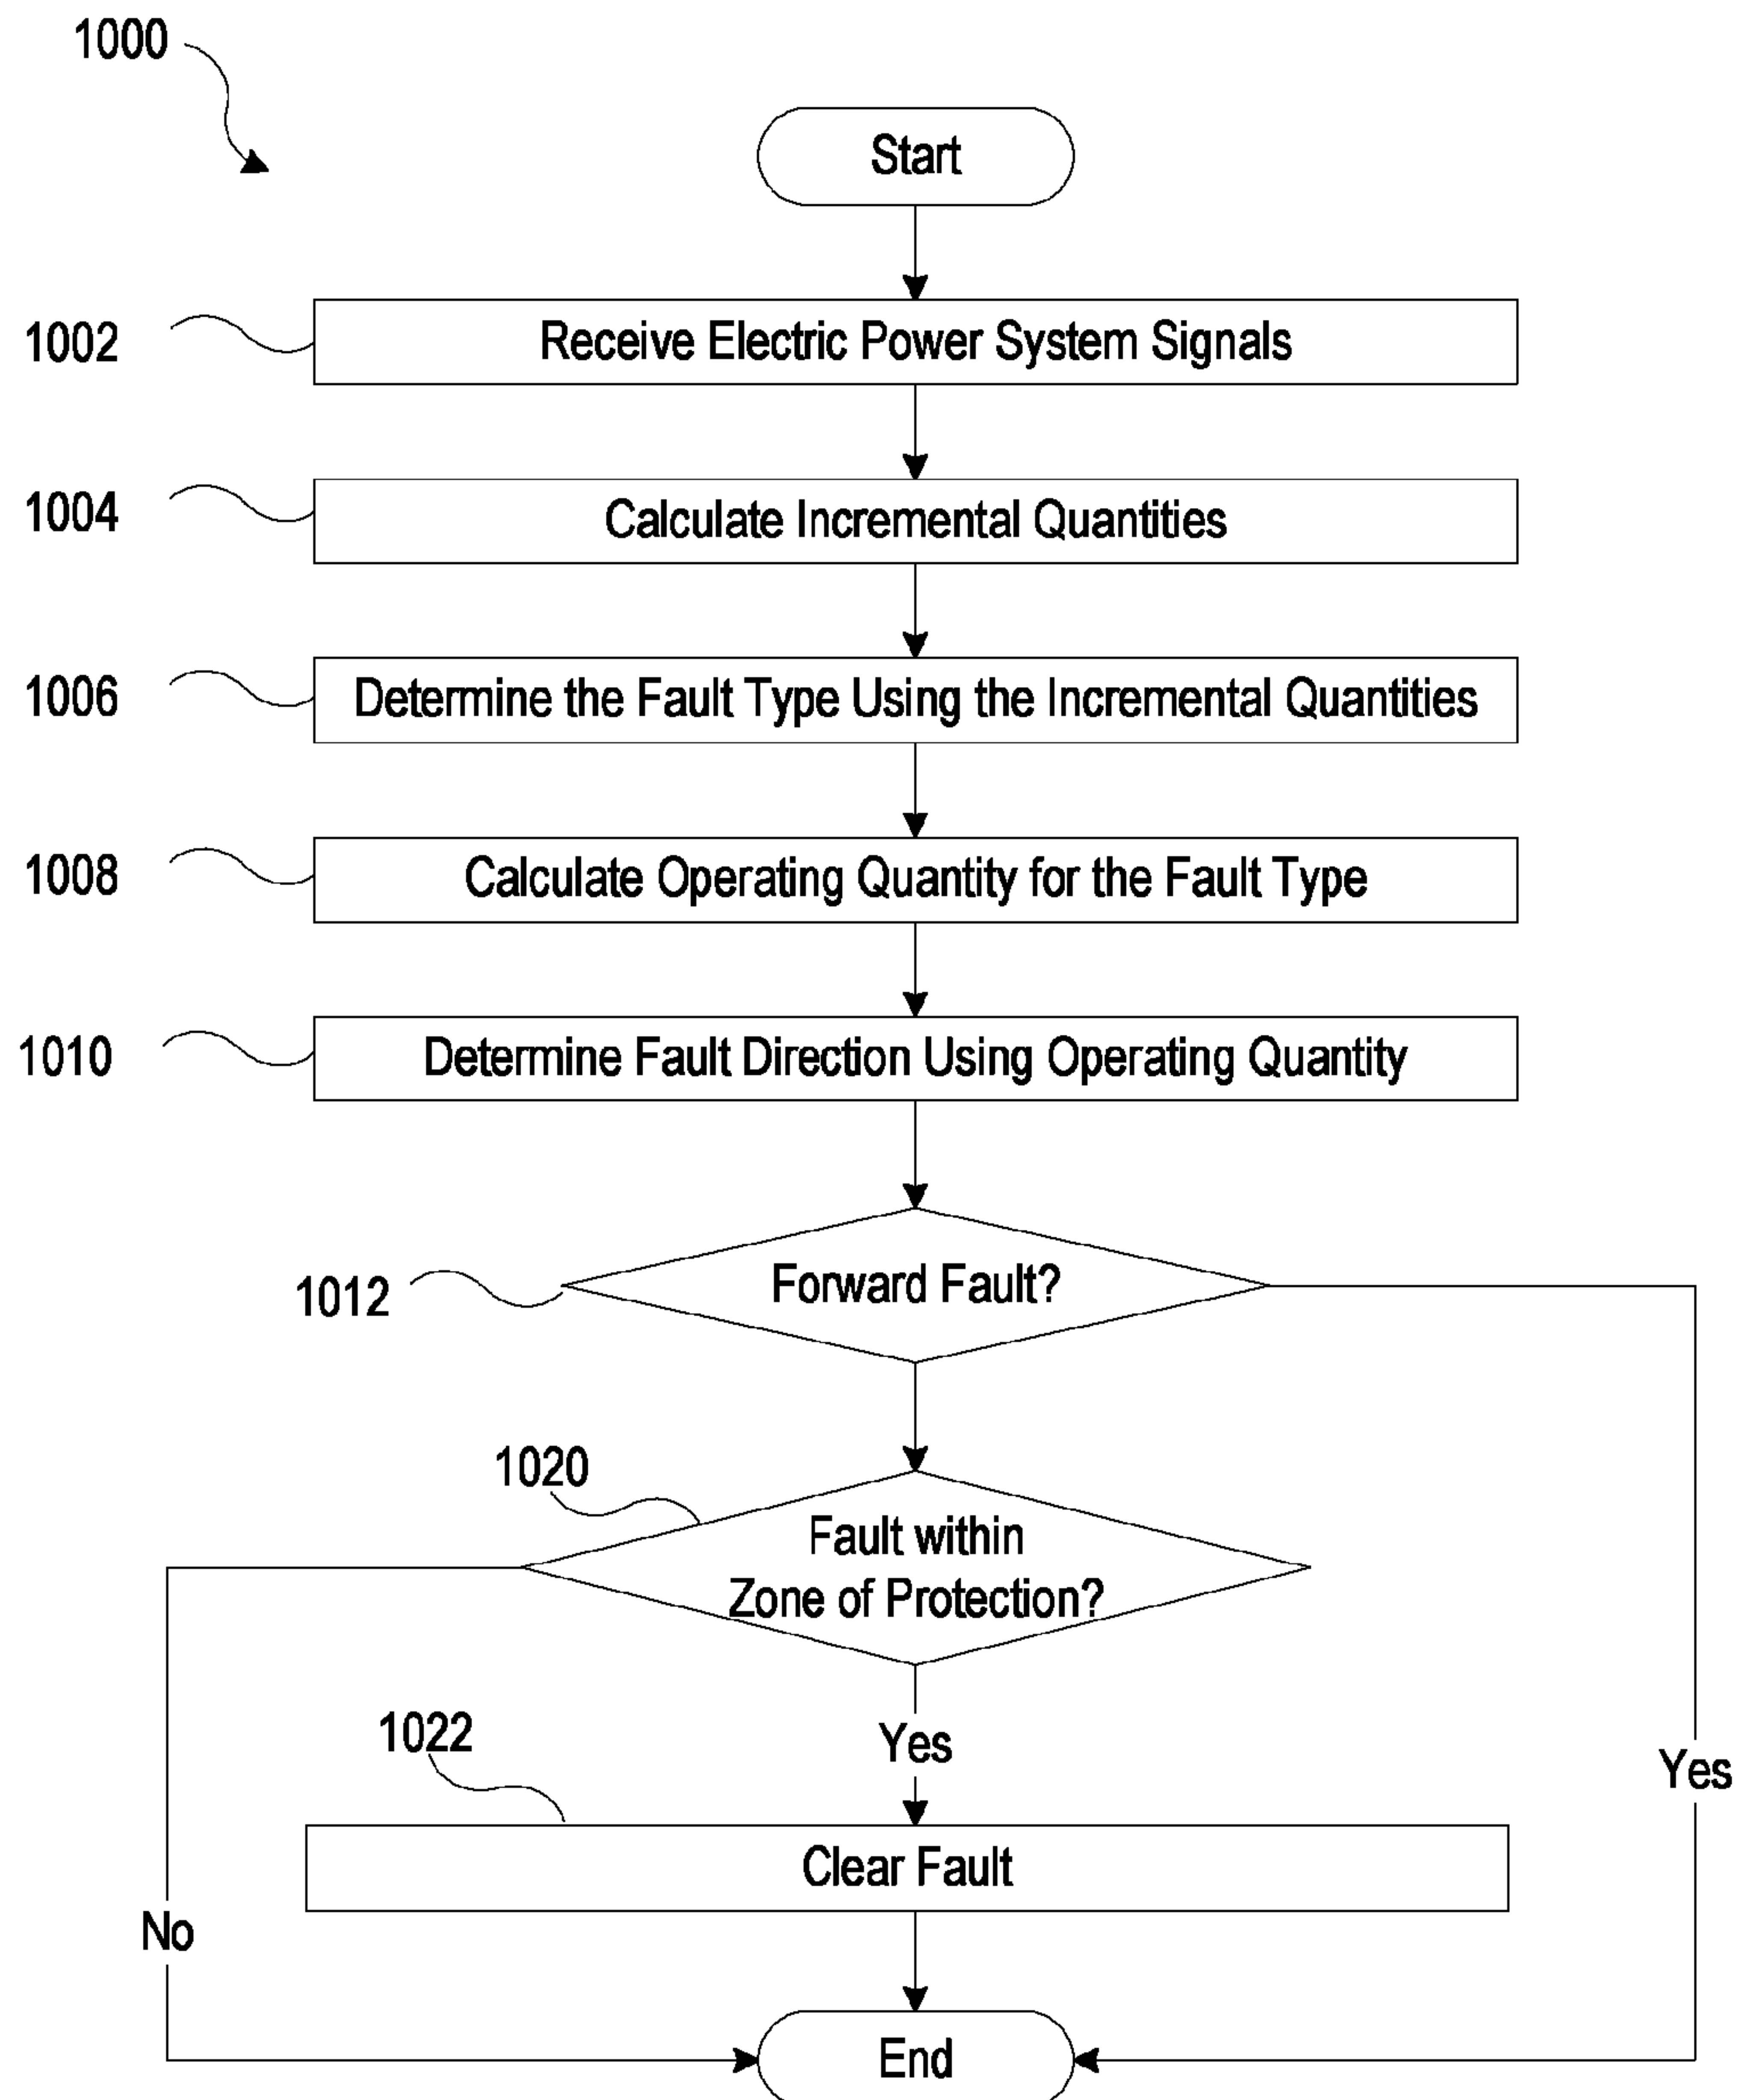 1000
Start
1002
Receive Electric Power System Signals
1004
Calculate Incremental Quantities
1006
Determine the Fault Type Using the Incremental Quantities
1008
Calculate Operating Quantity for the Fault Type
1010
Determine Fault Direction Using Operating Quantity
1012
Forward Fault?
1020
Fault within
Zone of Protection?
1022
Yes
Yes
Clear Fault
No
End